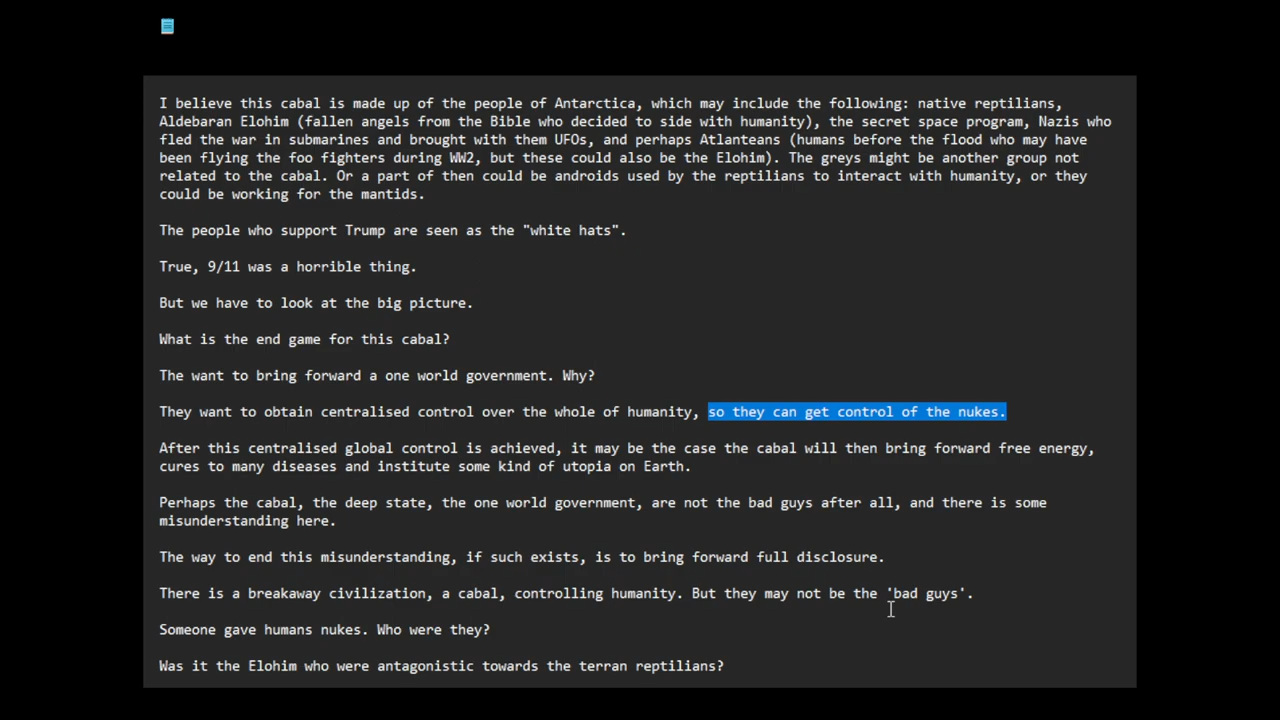 I believe this cabal is made up of the people of Antarctica, which may include the following: native reptilians,
Aldebaran Elohim (fallen angels from the Bible who decided to side with humanity), the secret space program, Nazis who
fled the war in submarines and brought with them UFOs, and perhaps Atlanteans (humans before the flood who may have
been flying the foo fighters during WW2, but these could also be the Elohim). The greys might be another group not
related to the cabal. Or a part of then could be androids used by the reptilians to interact with humanity, or they
could be working for the mantids.
The people who support Trump are seen as the "white hats".
True, 9/11 was a horrible thing.
But we have to look at the big picture.
What is the end game for this cabal?
The want to bring forward a one world government. Why?
They want to obtain centralised control over the whole of humanity, so they can get control of the nukes.
After this centralised global control is achieved, it may be the case the cabal will then bring forward free energy,
cures to many diseases and institute some kind of utopia on Earth.
Perhaps the cabal, the deep state, the one world government, are not the bad guys after all, and there is some
misunderstanding here.
The way to end this misunderstanding, if such exists, is to bring forward full disclosure.
There is a breakaway civilization, a cabal, controlling humanity. But they may not be the 'bad guys'.
Someone gave humans nukes. Who were they?
Was it the Elohim who were antagonistic towards the terran reptilians?